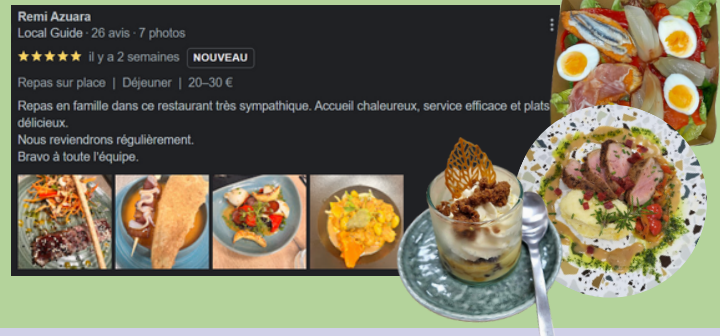 Remi Azuara
Local Guide · 26 avis · 7 photos
il y a 2 semaines NOUVEAU
Repas sur place | Déjeuner | 20–30 €
Repas en famille dans ce restaurant très sympathique. Accueil chaleureux, service efficace et plats
délicieux.
Nous reviendrons régulièrement.
Bravo à toute l'équipe.